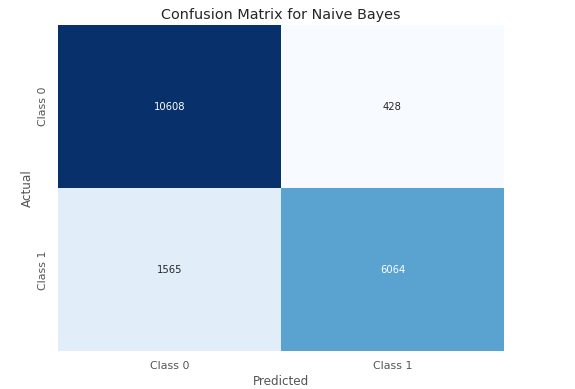 Confusion Matrix for Naive Bayes
Actual
Class 0
10608
428
Class 1
1565
6064
Class 0
Class 1
Predicted